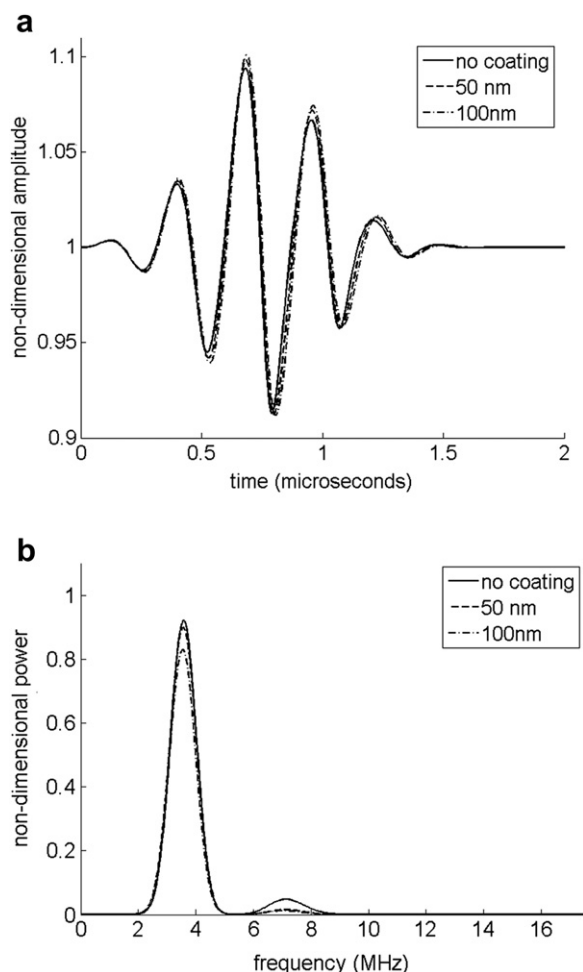 a
1.1
1.05
1
0.95
0.9
0 0.5 1 1.5 2
non-dimensional amplitude
time (microseconds)
no coating
50 nm
100nm
b
1
0.8
0.6
0.4
0.2
0
0 2 4 6 8 10 12 14 16
non-dimensional power
frequency (MHz)
no coating
50 nm
100nm